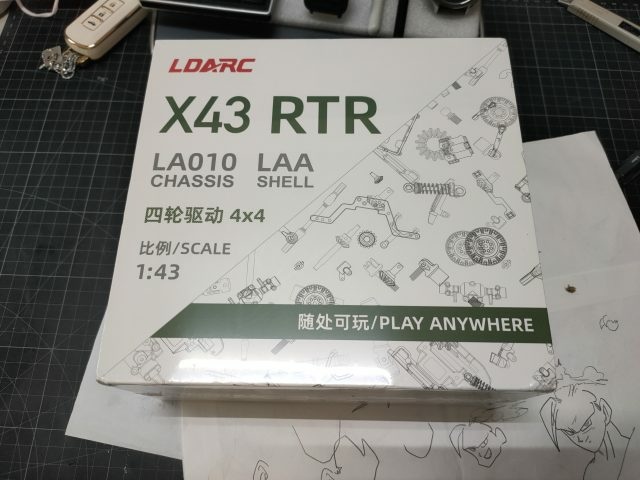 LDARC
X43 RTR
LA010 LAA
CHASSIS SHELL
四轮驱动 4x4
比例/SCALE
1:43
随处可玩/PLAY ANYWHERE